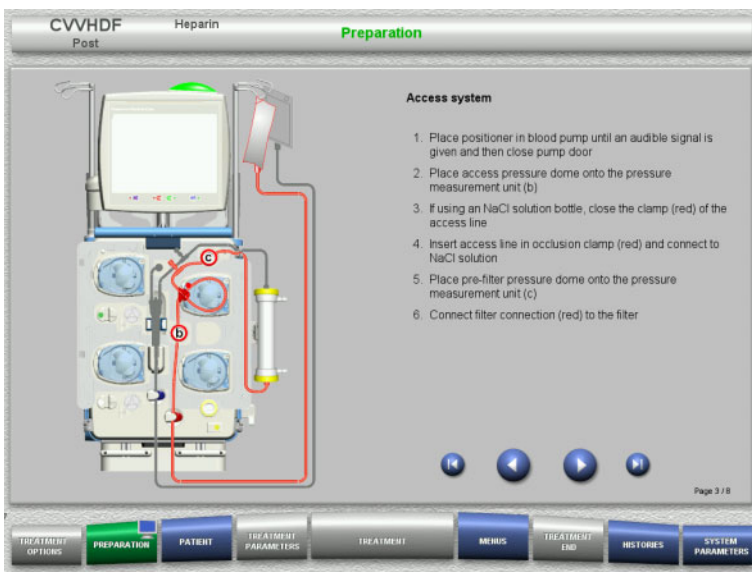 CVVHDF
Heparin
Post
Preparation
Access system
1. Place positioner in blood pump until an audible signal is
given and then close pump door
2. Place access pressure dome onto the pressure
measurement unit (b)
3. If using an NaCl solution bottle, close the clamp (red) of the
access line
4. Insert access line in occlusion clamp (red) and connect to
NaCl solution
5. Place pre-filter pressure dome onto the pressure
measurement unit (c)
6. Connect filter connection (red) to the filter
c
b
Page 3 / 8
TREATMENT
OPTIONS
PREPARATION
PATIENT
TREATMENT
PARAMETERS
TREATMENT
MENUS
TREATMENT
END
HISTORIES
SYSTEM
PARAMETERS